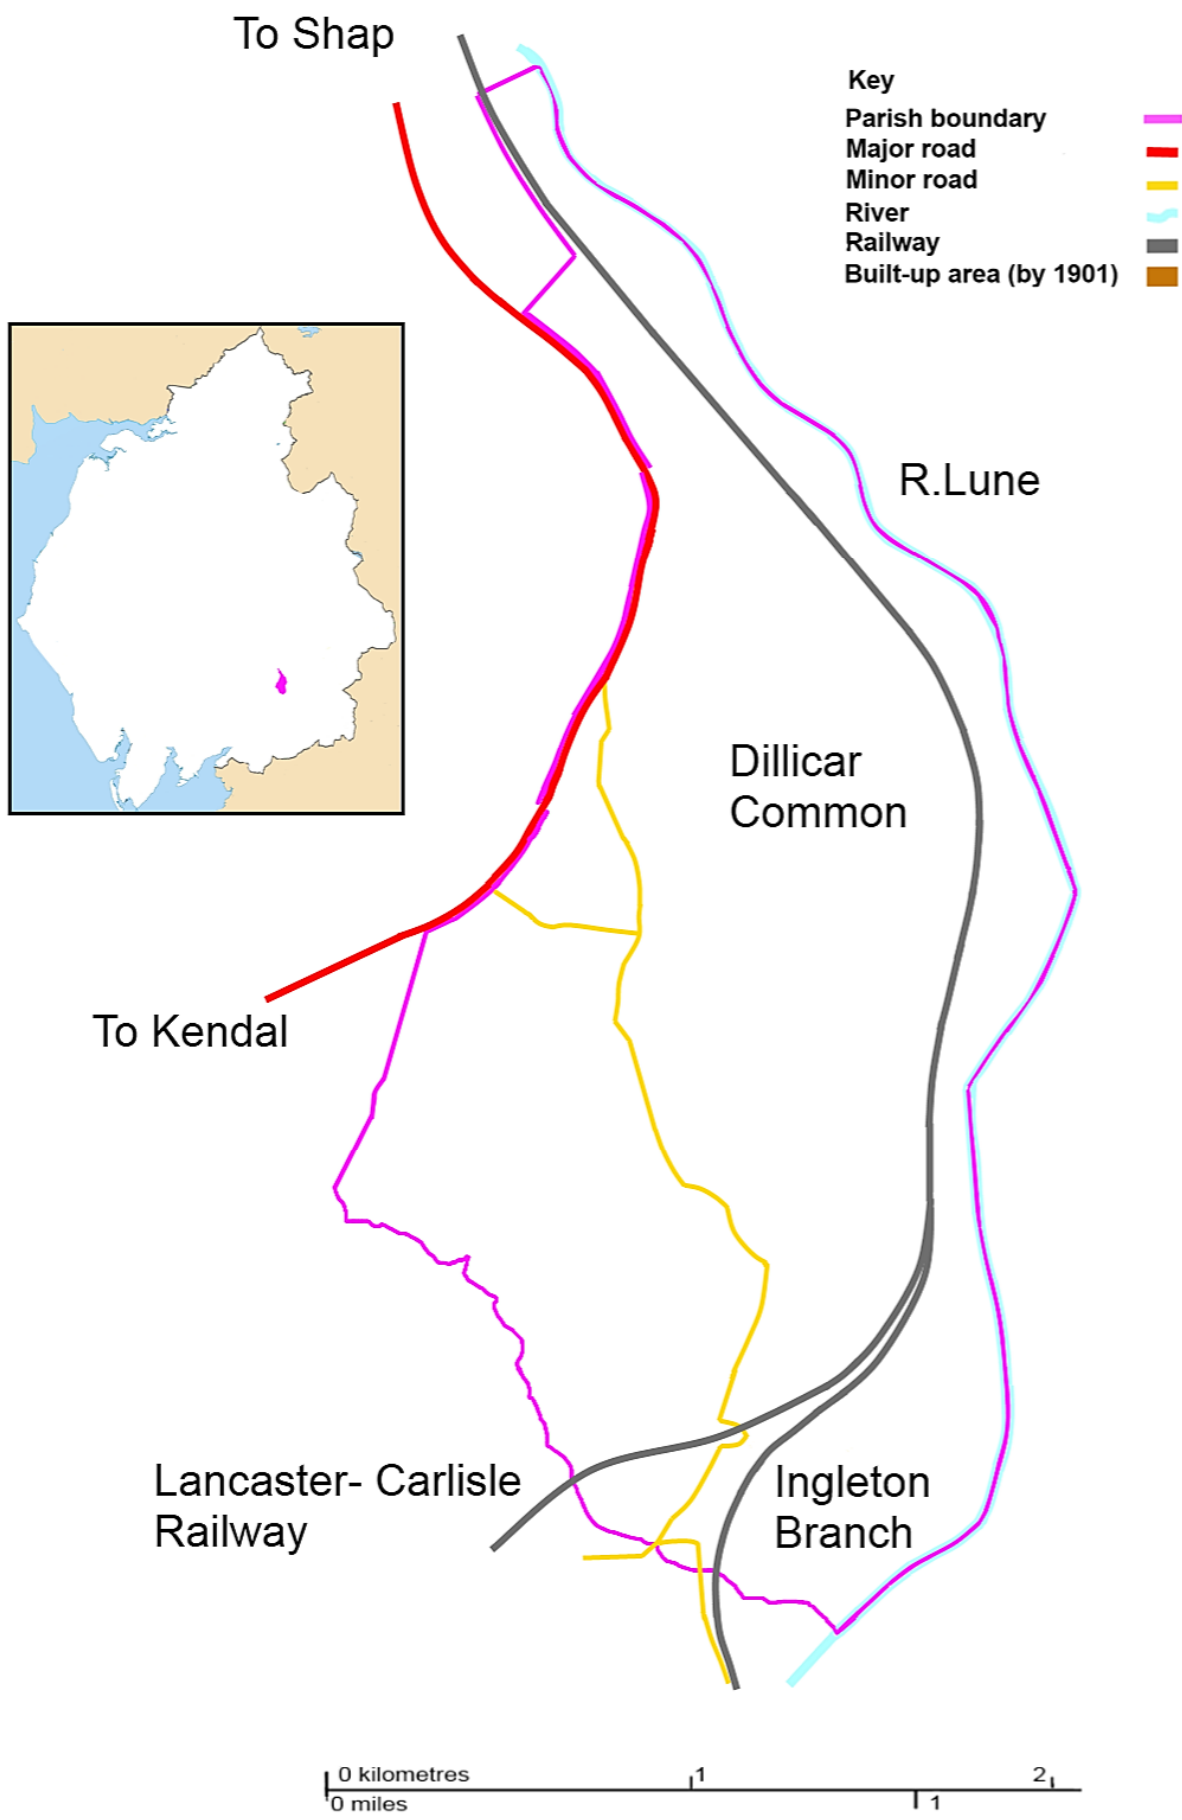 To Shap
Key
Parish boundary
Major road
Minor road
River
Railway
Built-up area (by 1901)
R.Lune
Dillicar
Common
To Kendal
Lancaster- Carlisle
Railway
Ingleton
Branch
0 kilometres 1 2
0 miles 1